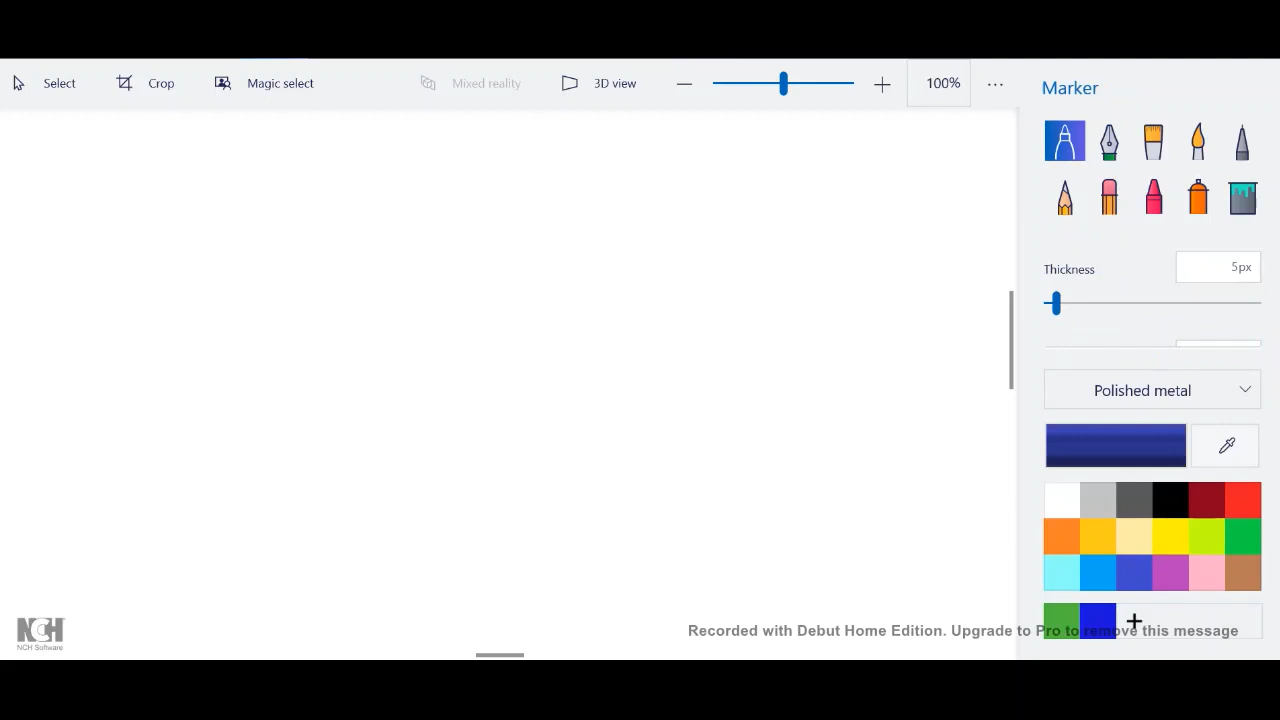 Select Crop Magic select Mixed reality 3D view 100% ...
Marker
Thickness 5px
Polished metal
NCH
NCH Software
Recorded with Debut Home Edition. Upgrade to Pro to remove this message